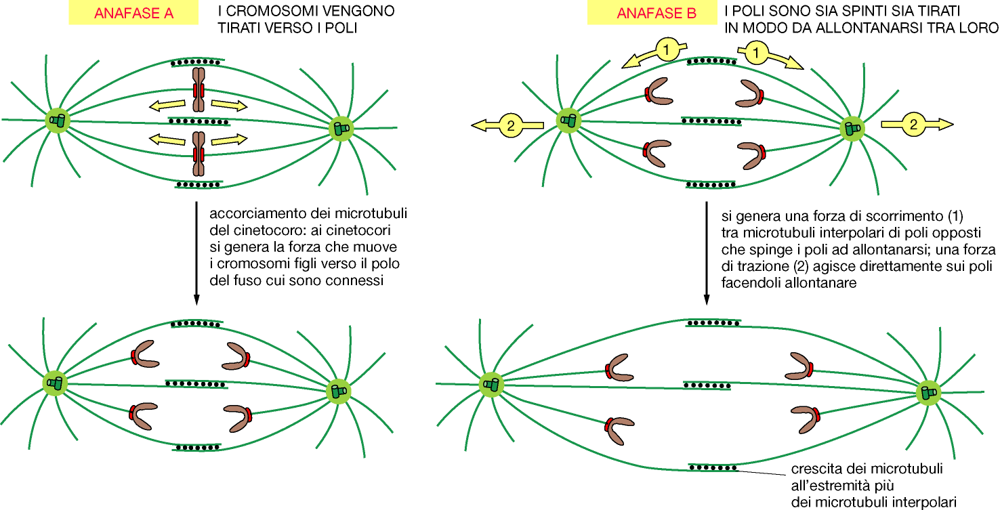 ANAFASE A
I CROMOSOMI VENGONO
TIRATI VERSO I POLI
ANAFASE B
I POLI SONO SIA SPINTI SIA TIRATI
IN MODO DA ALLONTANARSI TRA LORO
1
1
2
2
accorciamento dei microtubuli
del cinetocoro: ai cinetocori
si genera la forza che muove
i cromosomi figli verso il polo
del fuso cui sono connessi
si genera una forza di scorrimento (1)
tra microtubuli interpolari di poli opposti
che spinge i poli ad allontanarsi; una forza
di trazione (2) agisce direttamente sui poli
facendoli allontanare
crescita dei microtubuli
all'estremità più
dei microtubuli interpolari